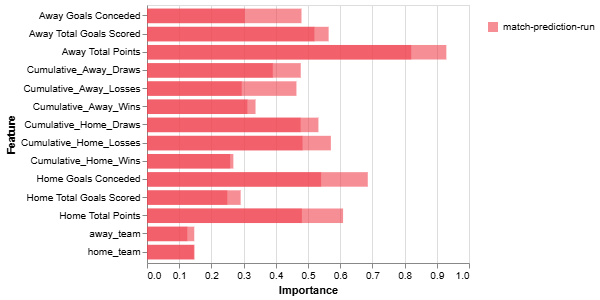 Away Goals Conceded
Away Total Goals Scored
Away Total Points
Cumulative_Away_Draws
Cumulative_Away_Losses
Cumulative_Away_Wins
Cumulative_Home_Draws
Cumulative_Home_Losses
Cumulative_Home_Wins
Home Goals Conceded
Home Total Goals Scored
Home Total Points
away_team
home_team
Feature
0.0 0.1 0.2 0.3 0.4 0.5 0.6 0.7 0.8 0.9 1.0
Importance
match-prediction-run